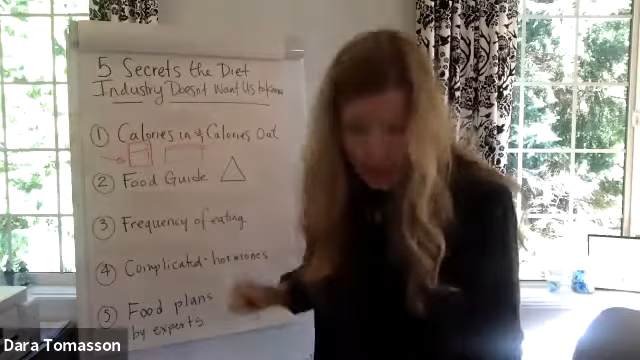 5 Secrets the Diet
Industry Doesnt Want Us to Know
① Calories in & Calories Out
② Food Guide
③ Frequency of eating
④ Complicated - hormones
⑤ Food plans
by experts
Dara Tomasson